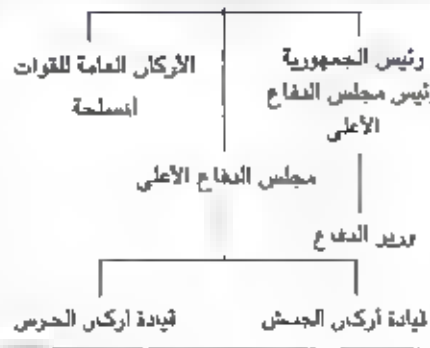 رئيس الجمهورية
رئيس مجلس الدفاع
الأعلى
الأركان العامة للقوات
المسلحة
مجلس الدفاع الأعلى
وزير الدفاع
قيادة أركان الجيش
قيادة أركان الحرس